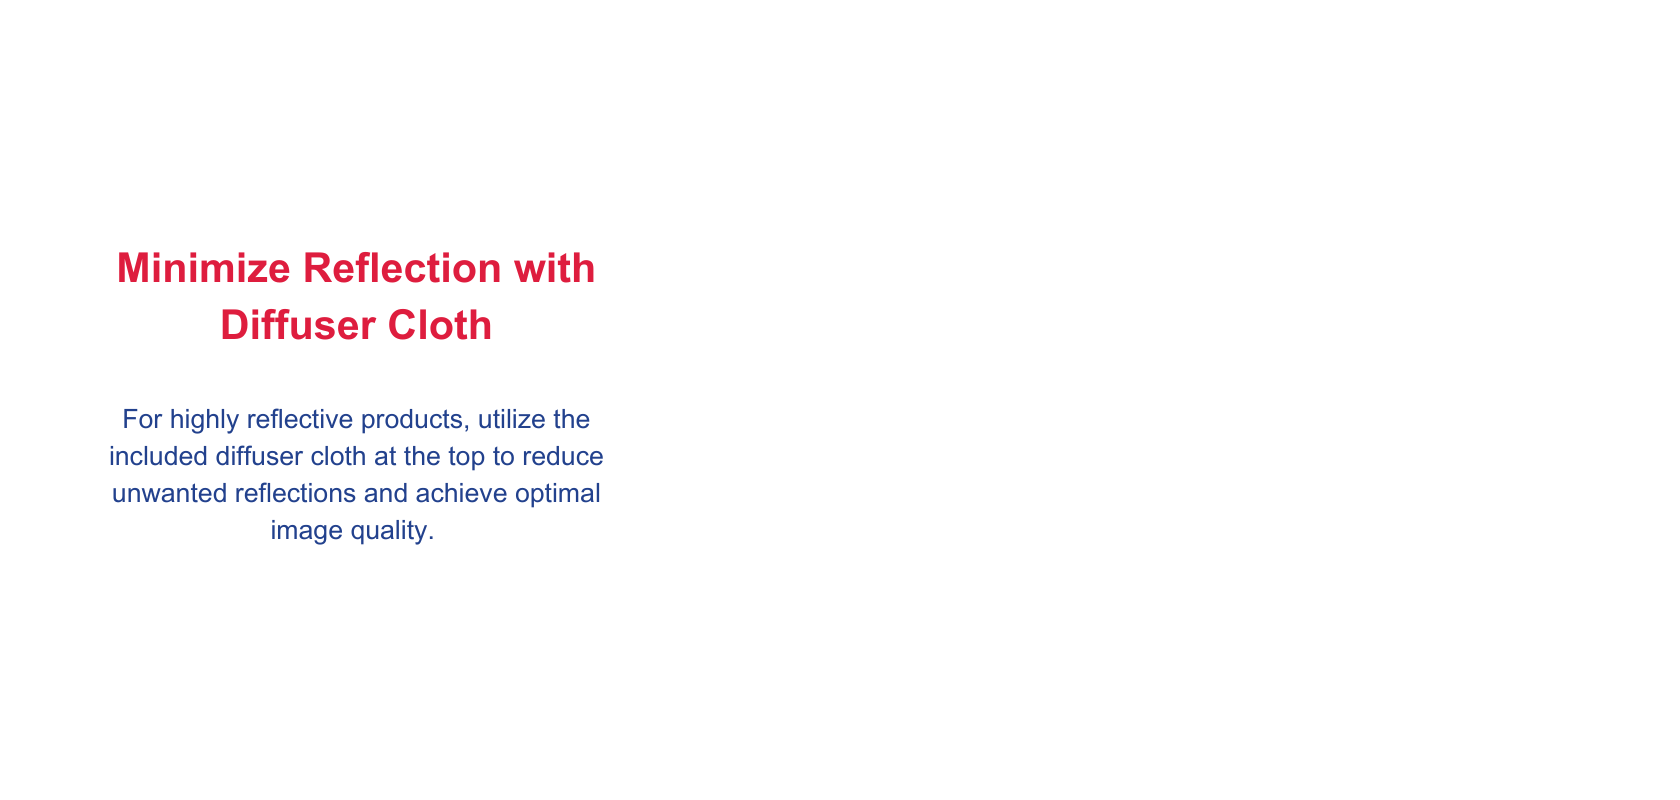 Minimize Reflection with
Diffuser Cloth
For highly reflective products, utilize the
included diffuser cloth at the top to reduce
unwanted reflections and achieve optimal
image quality.